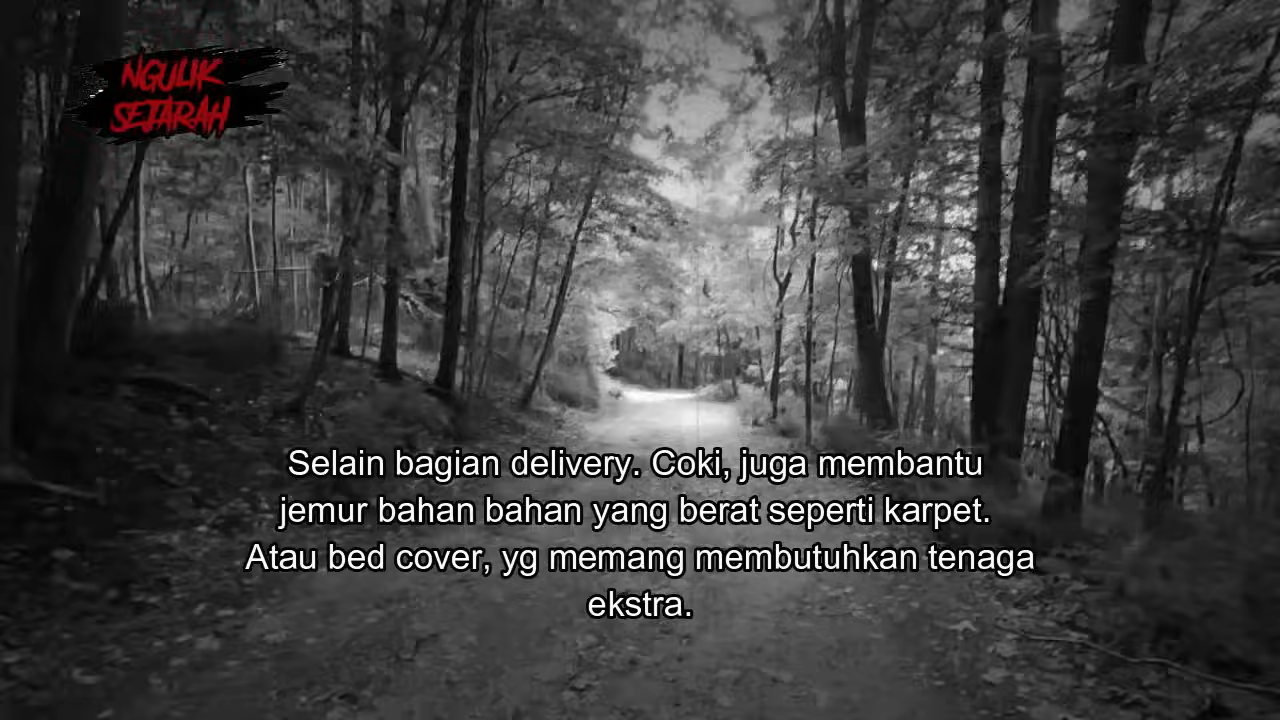 NGULIK
SEJARAH
Selain bagian delivery. Coki, juga membantu
jemur bahan bahan yang berat seperti karpet.
Atau bed cover, yg memang membutuhkan tenaga
ekstra.